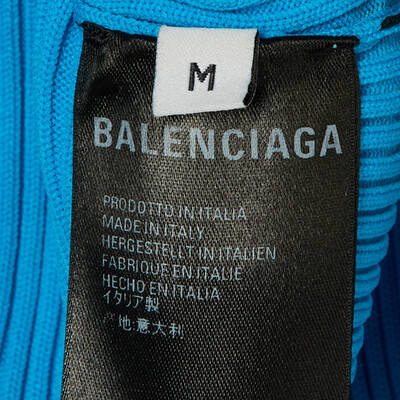 M
BALENCIAGA
PRODOTTO IN ITALIA
MADE IN ITALY
HERGESTELLT IN ITALIEN
FABRIQUE EN ITALIE
HECHO EN ITALIA
イタリア製
产地:意大利